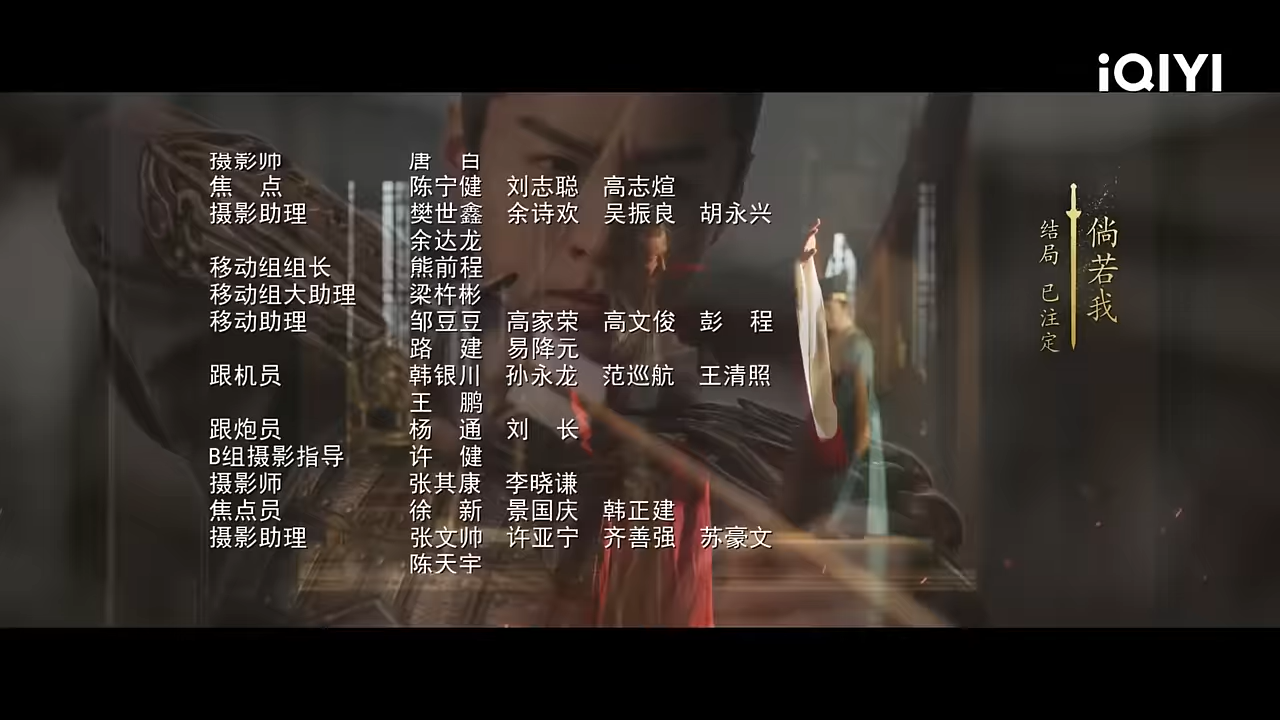 iQIYI
摄影师 唐 白
焦 点 陈宁健 刘志聪 高志煊
摄影助理 樊世鑫 余诗欢 吴振良 胡永兴
余达龙
移动组组长 熊前程
移动组大助理 梁杵彬
移动助理 邹豆豆 高家荣 高文俊 彭 程
路 建 易降元
跟机员 韩银川 孙永龙 范巡航 王清照
王 鹏
跟炮员 杨 通 刘 长
B组摄影指导 许 健
摄影师 张其康 李晓谦
焦点员 徐 新 景国庆 韩正建
摄影助理 张文帅 许亚宁 齐善强 苏豪文
陈天宇
倘若我
结局 已注定